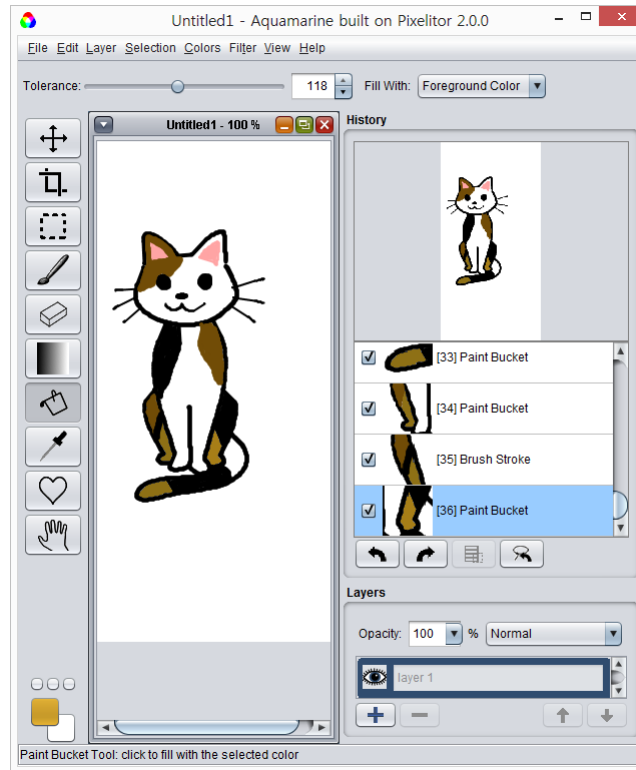 Untitled1 - Aquamarine built on Pixelitor 2.0.0
File Edit Layer Selection Colors Filter View Help
Tolerance: 118 Fill With: Foreground Color
Untitled1 - 100 %
History
[33] Paint Bucket
[34] Paint Bucket
[35] Brush Stroke
[36] Paint Bucket
Layers
Opacity: 100 % Normal
layer 1
Paint Bucket Tool: click to fill with the selected color